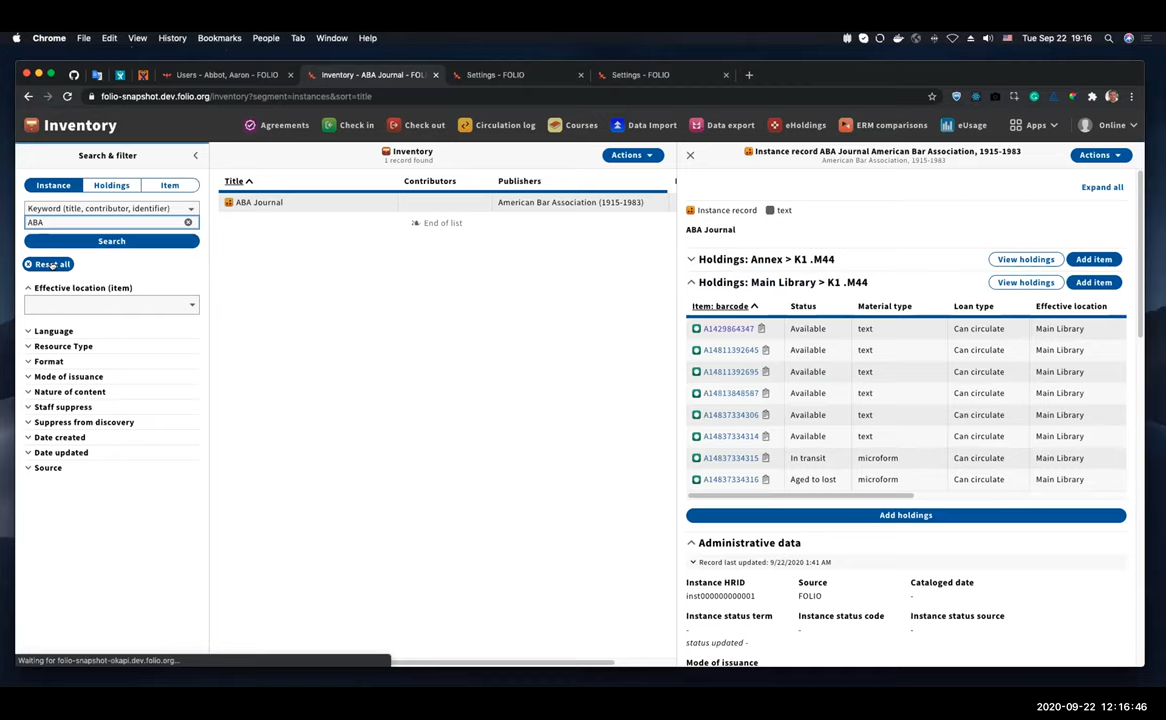 Chrome File Edit View History Bookmarks People Tab Window Help Tue Sep 22 19:16
Users - Abbot, Aaron - FOLIO
Inventory - ABA Journal - FOL
Settings - FOLIO
Settings - FOLIO
folio-snapshot.dev.folio.org/inventory?segment=instances&sort=title
Inventory Agreements Check in Check out Circulation log Courses Data Import Data export eHoldings ERM comparisons eUsage Apps Online
Search & filter
Instance Holdings Item
Keyword (title, contributor, identifier)
ABA
Search
Reset all
Effective location (item)
Language
Resource Type
Format
Mode of issuance
Nature of content
Staff suppress
Suppress from discovery
Date created
Date updated
Source
Waiting for folio-snapshot-okapi.dev.folio.org...
Inventory
1 record found
Actions
Title Contributors Publishers
ABA Journal American Bar Association (1915-1983)
End of list
Instance record ABA Journal American Bar Association, 1915-1983
American Bar Association, 1915-1983
Actions
Expand all
Instance record text
ABA Journal
Holdings: Annex > K1 .M44 View holdings Add item
Holdings: Main Library > K1 .M44 View holdings Add item
Item: barcode Status Material type Loan type Effective location
A1429864347 Available text Can circulate Main Library
A14811392645 Available text Can circulate Main Library
A14811392695 Available text Can circulate Main Library
A14813848587 Available text Can circulate Main Library
A14837334306 Available text Can circulate Main Library
A14837334314 Available text Can circulate Main Library
A14837334315 In transit microform Can circulate Main Library
A14837334316 Aged to lost microform Can circulate Main Library
Add holdings
Administrative data
Record last updated: 9/22/2020 1:41 AM
Instance HRID Source Cataloged date
inst000000000001 FOLIO -
Instance status term Instance status code Instance status source
- - -
status updated -
Mode of issuance
2020-09-22 12:16:46